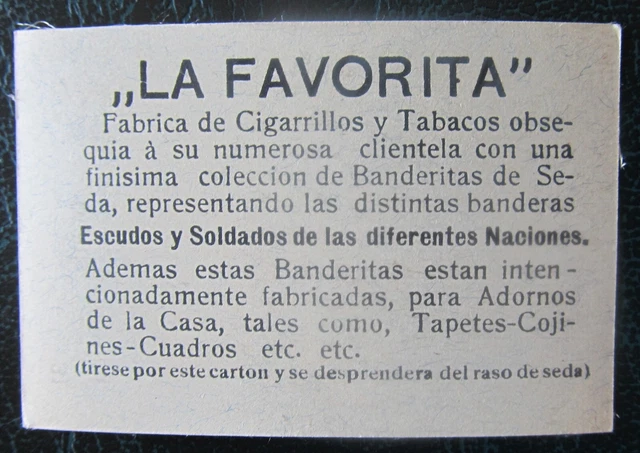 „LA FAVORITA”
Fabrica de Cigarrillos y Tabacos obse-
quia à su numerosa clientela con una
finisima coleccion de Banderitas de Se-
da, representando las distintas banderas
Escudos y Soldados de las diferentes Naciones.
Ademas estas Banderitas estan inten-
cionadamente fabricadas, para Adornos
de la Casa, tales como, Tapetes-Coji-
nes-Cuadros etc. etc.
(tirese por este carton y se desprendera del raso de seda)